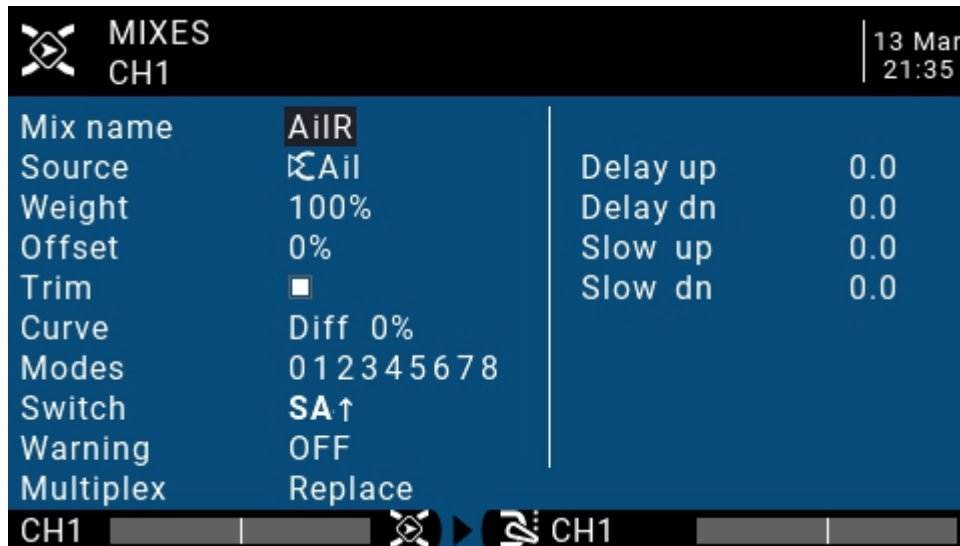 MIXES
CH1
13 Mar
21:35
Mix name AilR
Source Ail
Weight 100%
Offset 0%
Trim
Curve Diff 0%
Modes 012345678
Switch SA↑
Warning OFF
Multiplex Replace
Delay up 0.0
Delay dn 0.0
Slow up 0.0
Slow dn 0.0
CH1 CH1